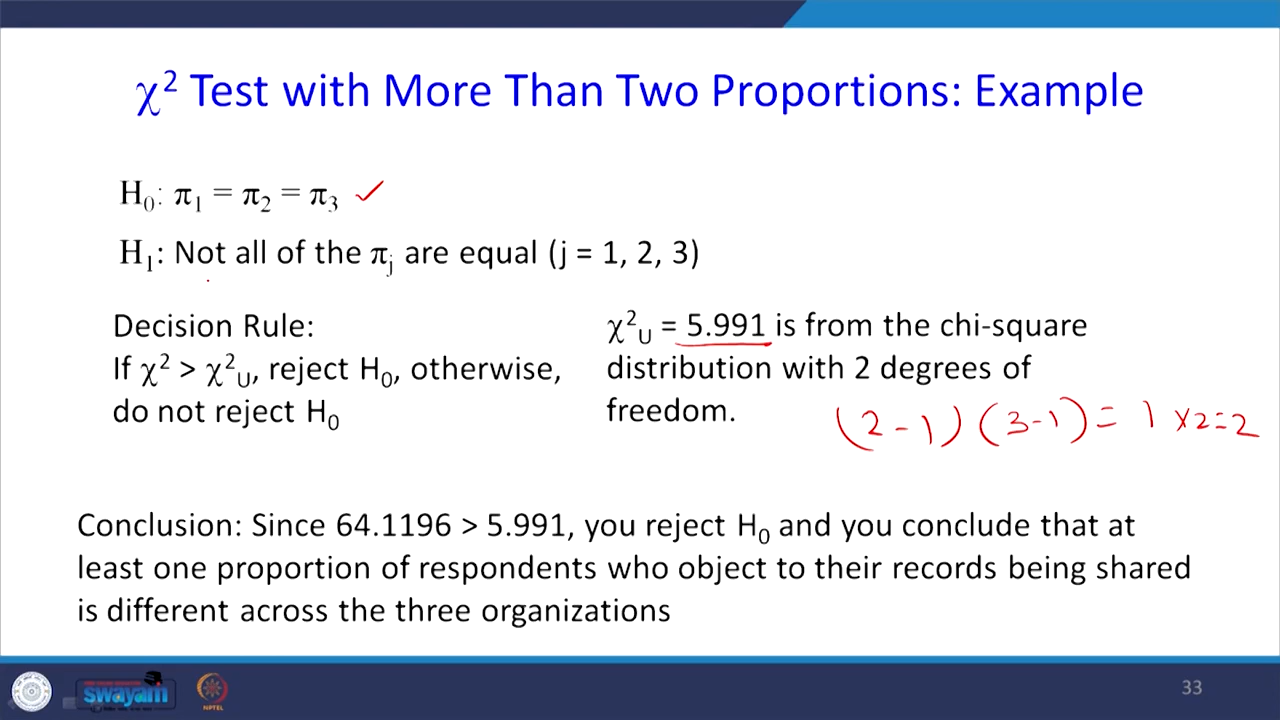 χ² Test with More Than Two Proportions: Example
H₀: π₁ = π₂ = π₃ ✓
H₁: Not all of the πⱼ are equal (j = 1, 2, 3)
Decision Rule:
If χ² > χ²U, reject H₀, otherwise,
do not reject H₀
χ²U = 5.991 is from the chi-square
distribution with 2 degrees of
freedom.
(2-1) (3-1) = 1 x2=2
Conclusion: Since 64.1196 > 5.991, you reject H₀ and you conclude that at
least one proportion of respondents who object to their records being shared
is different across the three organizations
swayam
NPTEL
33